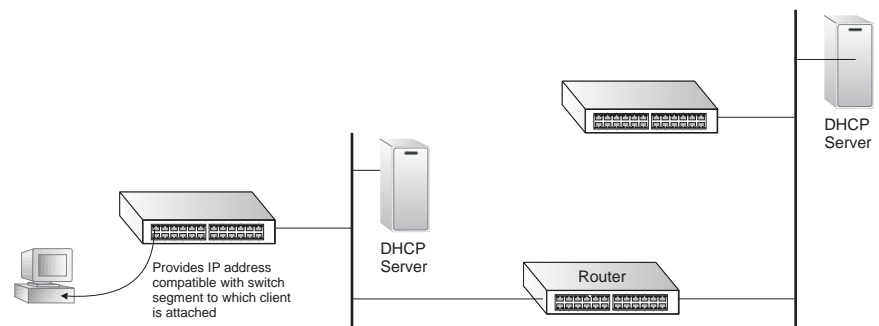 DHCP
Server
DHCP
Server
Provides IP address
compatible with switch
segment to which client
is attached
Router